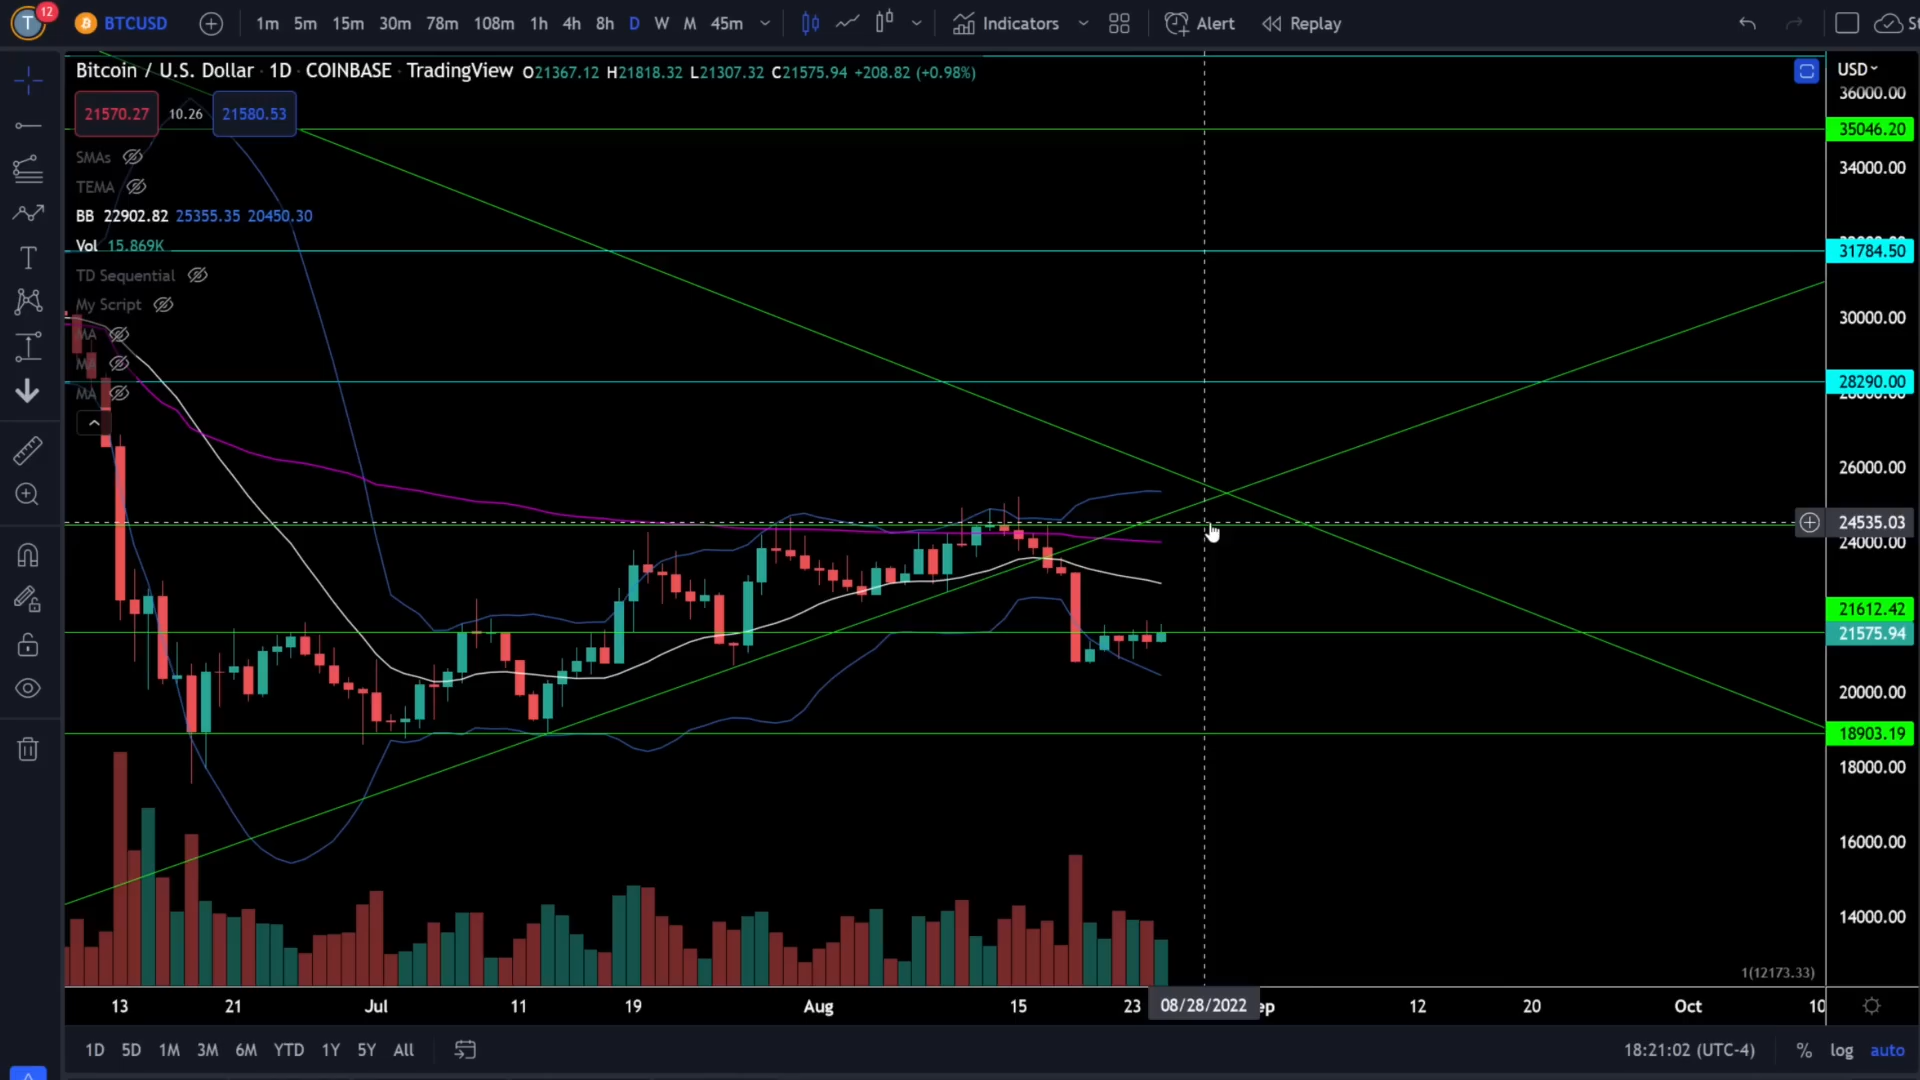 T 12 BTCUSD 1m 5m 15m 30m 78m 108m 1h 4h 8h D W M 45m Indicators Alert Replay
Bitcoin / U.S. Dollar · 1D · COINBASE · TradingView O21367.12 H21818.32 L21307.32 C21575.94 +208.82 (+0.98%)
USD
21570.27 10.26 21580.53
SMAs
TEMA
BB 22902.82 25355.35 20450.30
Vol 15.869K
TD Sequential
My Script
MA
MA
MA
36000.00
35046.20
34000.00
31784.50
30000.00
28290.00
28000.00
26000.00
24535.03
24000.00
21612.42
21575.94
20000.00
18903.19
18000.00
16000.00
14000.00
1(12173.33)
13 21 Jul 11 19 Aug 15 23 08/28/2022 ep 12 20 Oct 10
1D 5D 1M 3M 6M YTD 1Y 5Y All 18:21:02 (UTC-4) % log auto